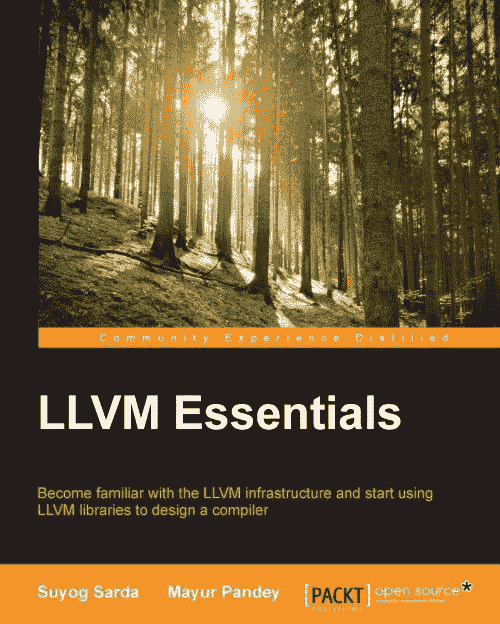 Community Experience Distilled
LLVM Essentials
Become familiar with the LLVM infrastructure and start using
LLVM libraries to design a compiler
Suyog Sarda Mayur Pandey
[PACKT] open source*
PUBLISHING